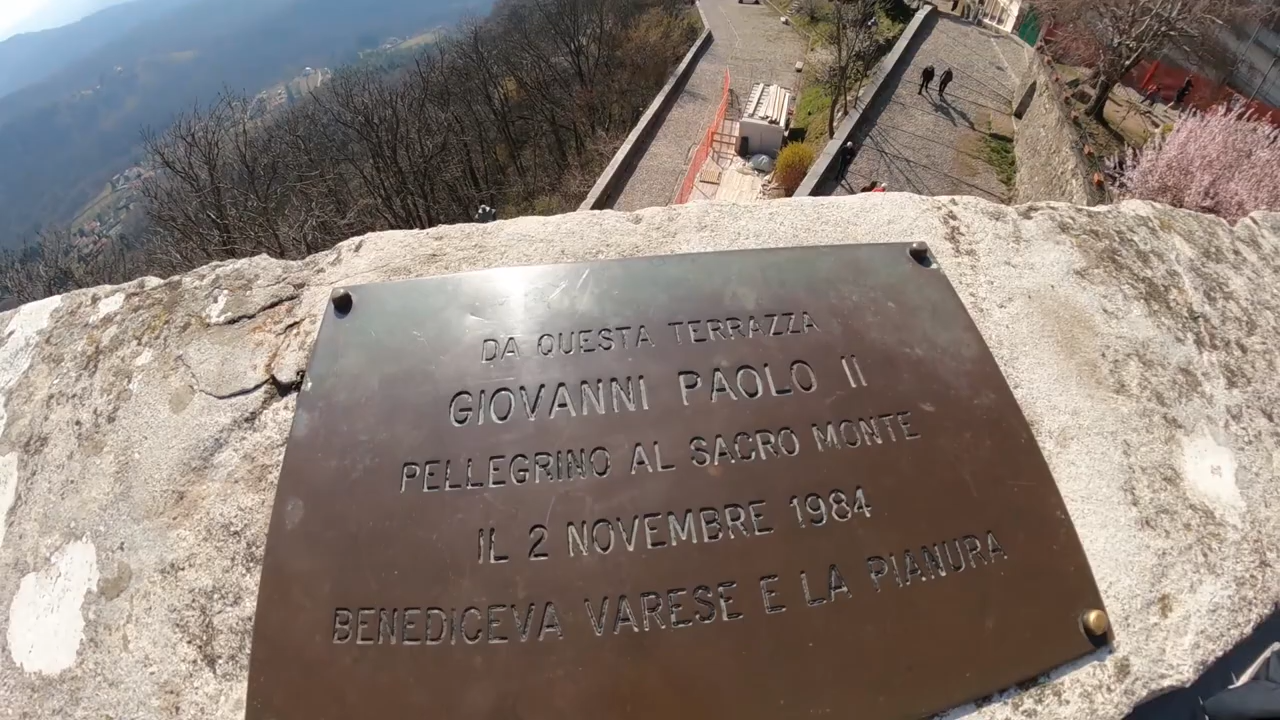 DA QUESTA TERRAZZA
GIOVANNI PAOLO II
PELLEGRINO AL SACRO MONTE
IL 2 NOVEMBRE 1984
BENEDICEVA VARESE E LA PIANURA